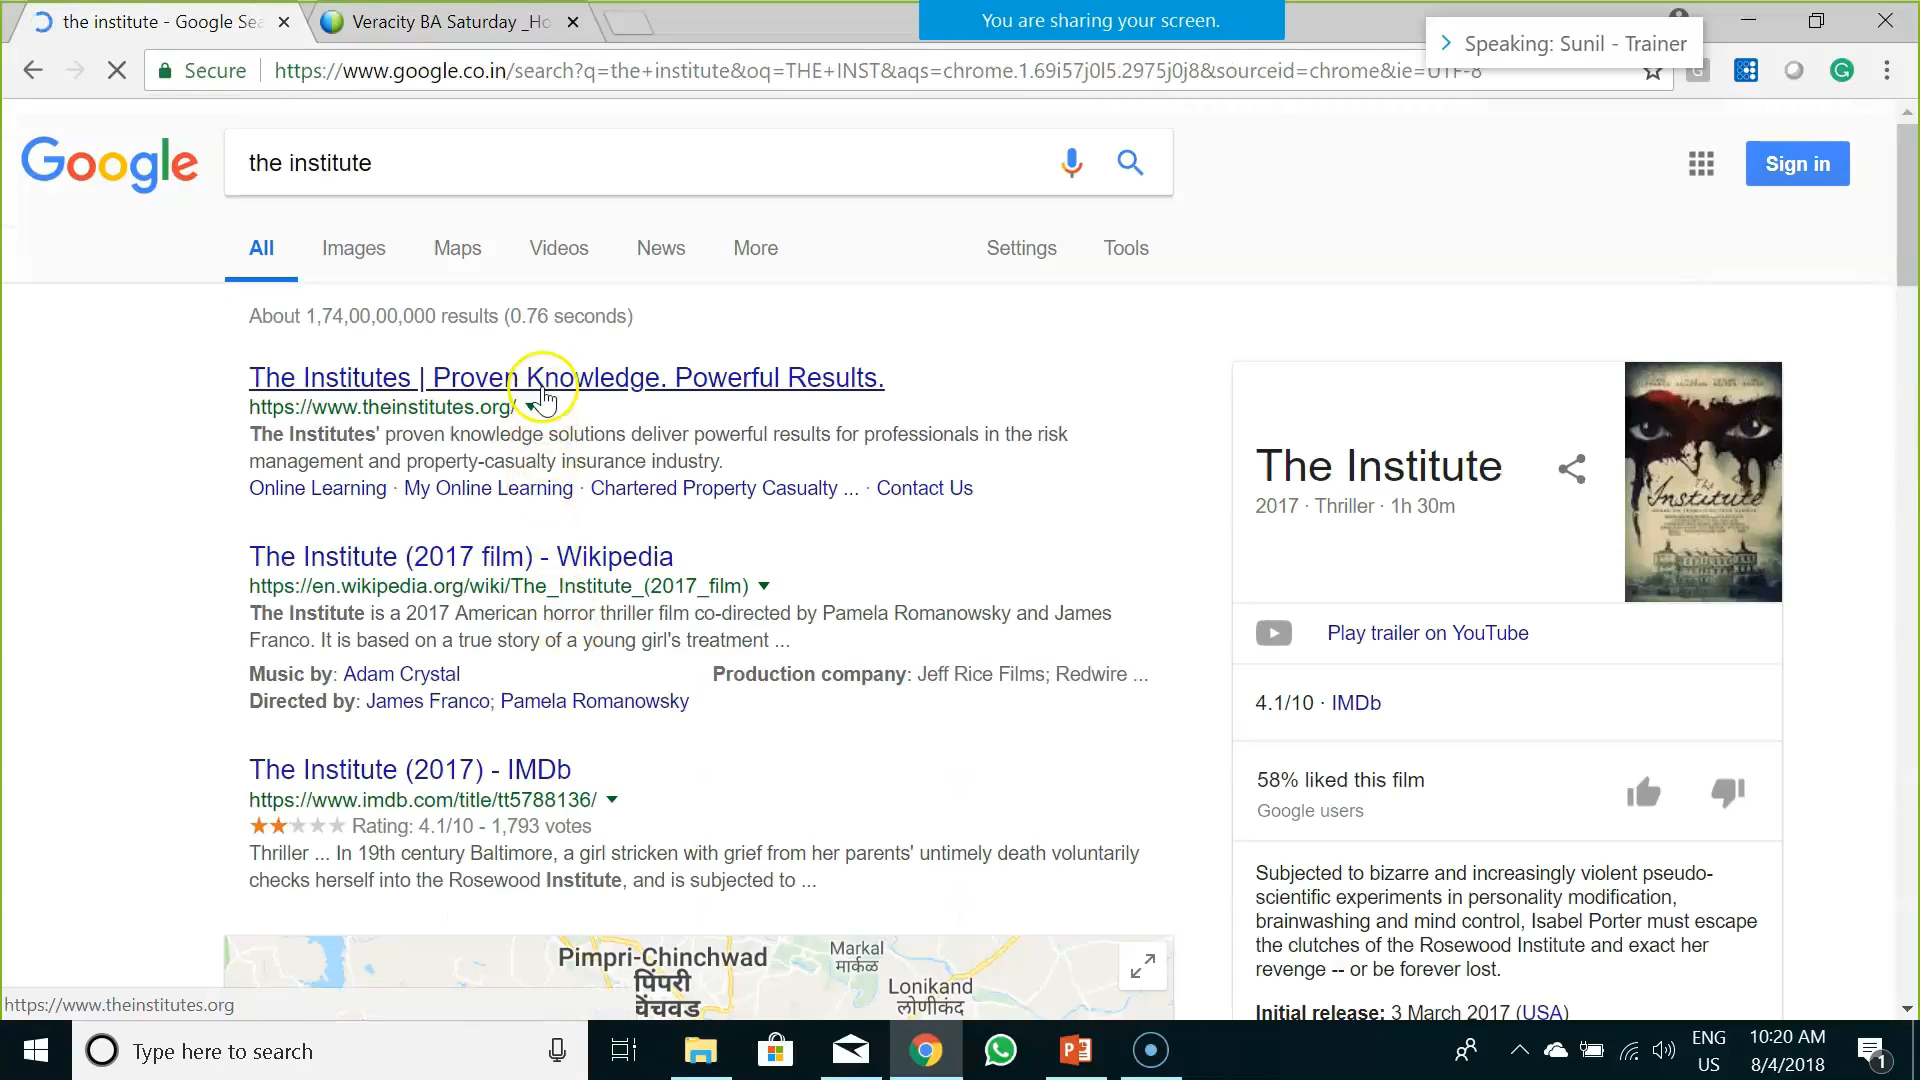 the institute - Google Sea
Veracity BA Saturday _Ho
You are sharing your screen.
Speaking: Sunil - Trainer
Secure
https://www.google.co.in/search?q=the+institute&oq=THE+INST&aqs=chrome.1.69i57j0l5.2975j0j8&sourceid=chrome&ie=UTF-8
Google
the institute
Sign in
All
Images
Maps
Videos
News
More
Settings
Tools
About 1,74,00,00,000 results (0.76 seconds)
The Institutes | Proven Knowledge. Powerful Results.
https://www.theinstitutes.org/
The Institutes' proven knowledge solutions deliver powerful results for professionals in the risk
management and property-casualty insurance industry.
Online Learning · My Online Learning · Chartered Property Casualty ... · Contact Us
The Institute (2017 film) - Wikipedia
https://en.wikipedia.org/wiki/The_Institute_(2017_film)
The Institute is a 2017 American horror thriller film co-directed by Pamela Romanowsky and James
Franco. It is based on a true story of a young girl's treatment ...
Music by: Adam Crystal
Production company: Jeff Rice Films; Redwire ...
Directed by: James Franco; Pamela Romanowsky
The Institute (2017) - IMDb
https://www.imdb.com/title/tt5788136/
Rating: 4.1/10 - 1,793 votes
Thriller ... In 19th century Baltimore, a girl stricken with grief from her parents' untimely death voluntarily
checks herself into the Rosewood Institute, and is subjected to ...
Pimpri-Chinchwad
पिंपरी
चिंचवड
Markal
मार्कळ
Lonikand
लोणीकंद
The Institute
2017 · Thriller · 1h 30m
The
Institute
Play trailer on YouTube
4.1/10 · IMDb
58% liked this film
Google users
Subjected to bizarre and increasingly violent pseudo-
scientific experiments in personality modification,
brainwashing and mind control, Isabel Porter must escape
the clutches of the Rosewood Institute and exact her
revenge -- or be forever lost.
Initial release: 3 March 2017 (USA)
https://www.theinstitutes.org
Type here to search
ENG
US
10:20 AM
8/4/2018
1